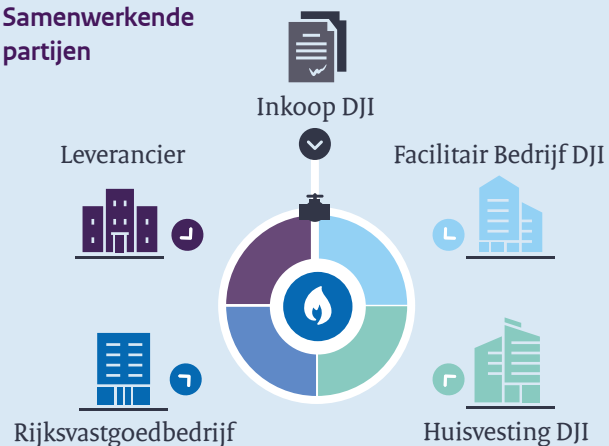 Samenwerkende
partijen
Inkoop DJI
Leverancier
Facilitair Bedrijf DJI
Rijksvastgoedbedrijf
Huisvesting DJI